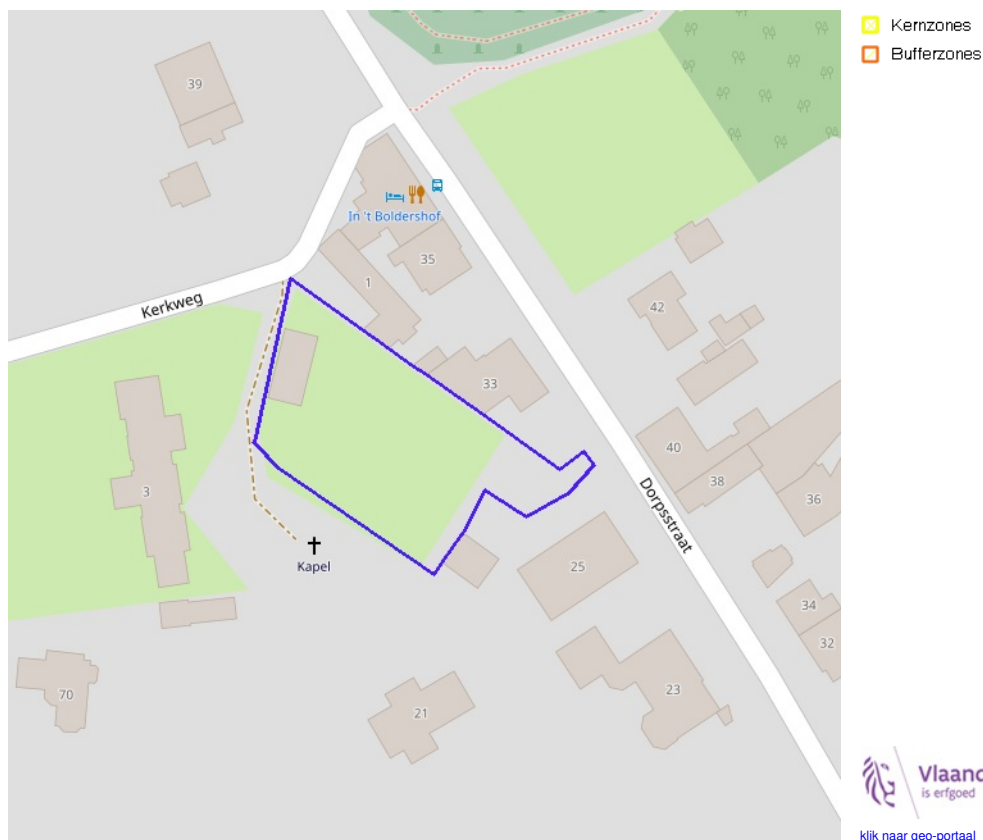 Kernzones
Bufferzones
39
In 't Boldershof
35
1
Kerkweg
42
33
40
38
36
3
Dorpsstraat
Kapel
25
34
32
70
21
23
is erfgoed
klik naar geo-portaal